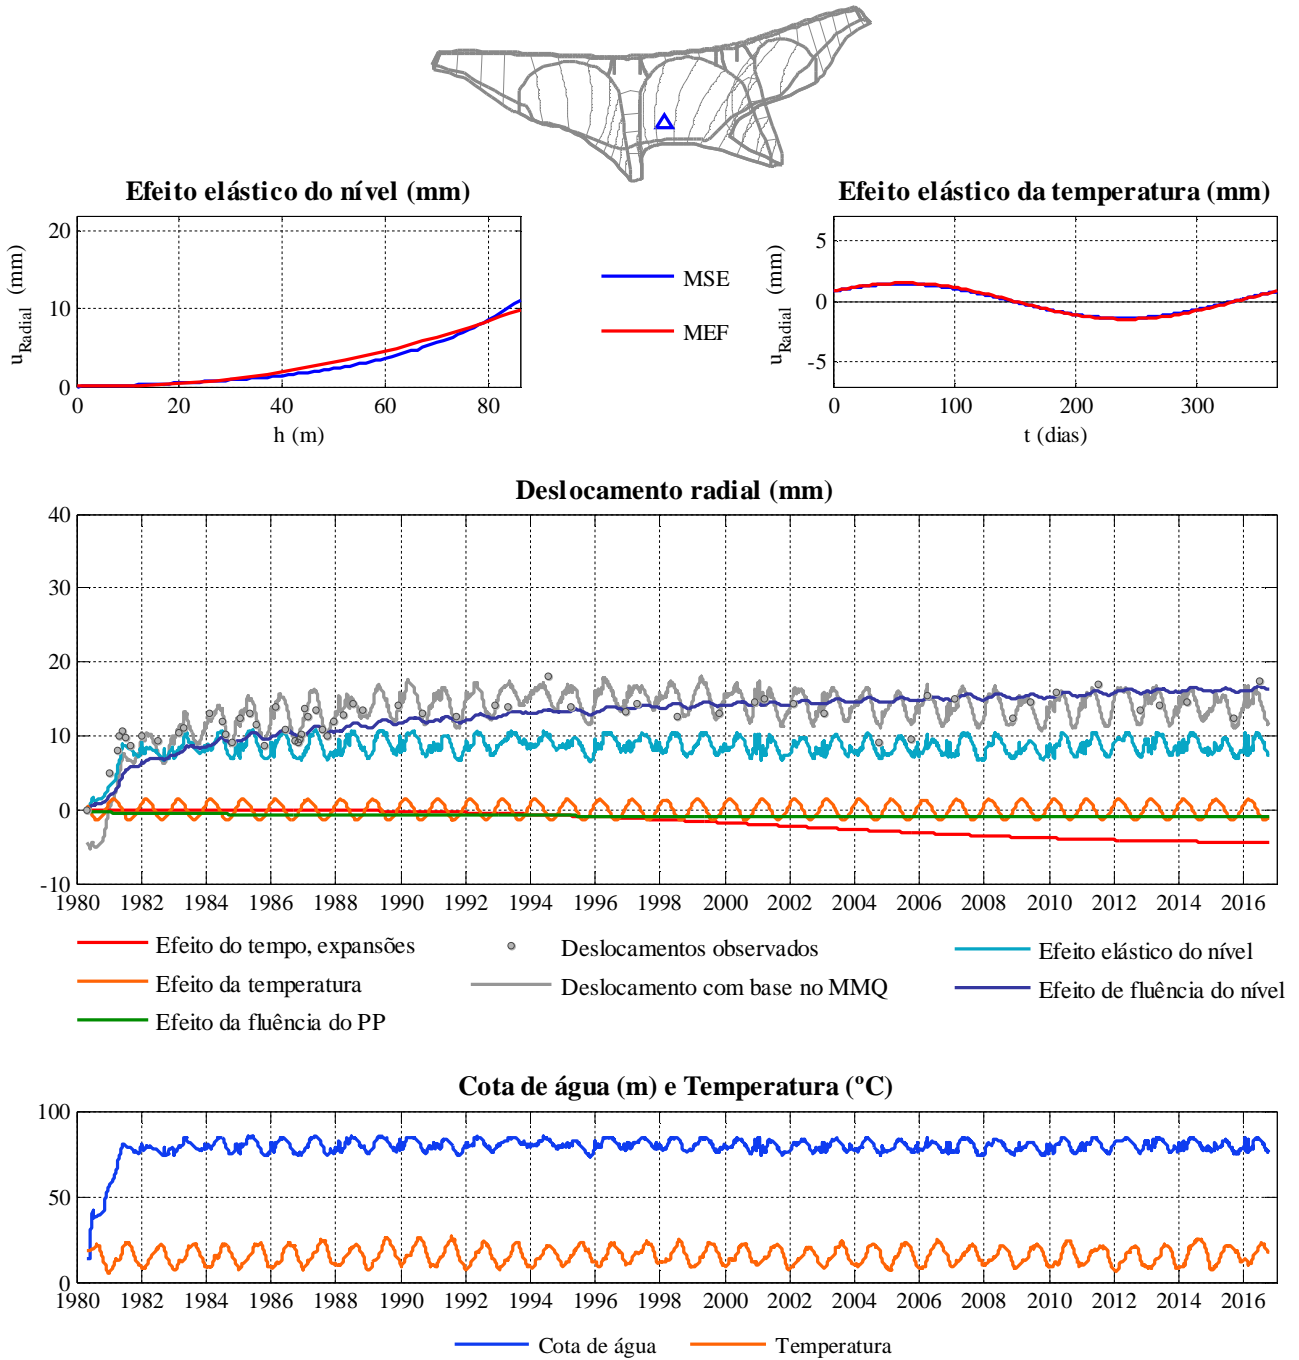 Efeito elástico do nível (mm)
Efeito elástico da temperatura (mm)
20
10
0
u_Radial (mm)
0 20 40 60 80
h (m)
MSE
MEF
5
0
-5
u_Radial (mm)
0 100 200 300
t (dias)
Deslocamento radial (mm)
40
30
20
10
0
-10
1980 1982 1984 1986 1988 1990 1992 1994 1996 1998 2000 2002 2004 2006 2008 2010 2012 2014 2016
Efeito do tempo, expansões
Deslocamentos observados
Efeito elástico do nível
Efeito da temperatura
Deslocamento com base no MMQ
Efeito de fluência do nível
Efeito da fluência do PP
Cota de água (m) e Temperatura (ºC)
100
50
0
1980 1982 1984 1986 1988 1990 1992 1994 1996 1998 2000 2002 2004 2006 2008 2010 2012 2014 2016
Cota de água
Temperatura